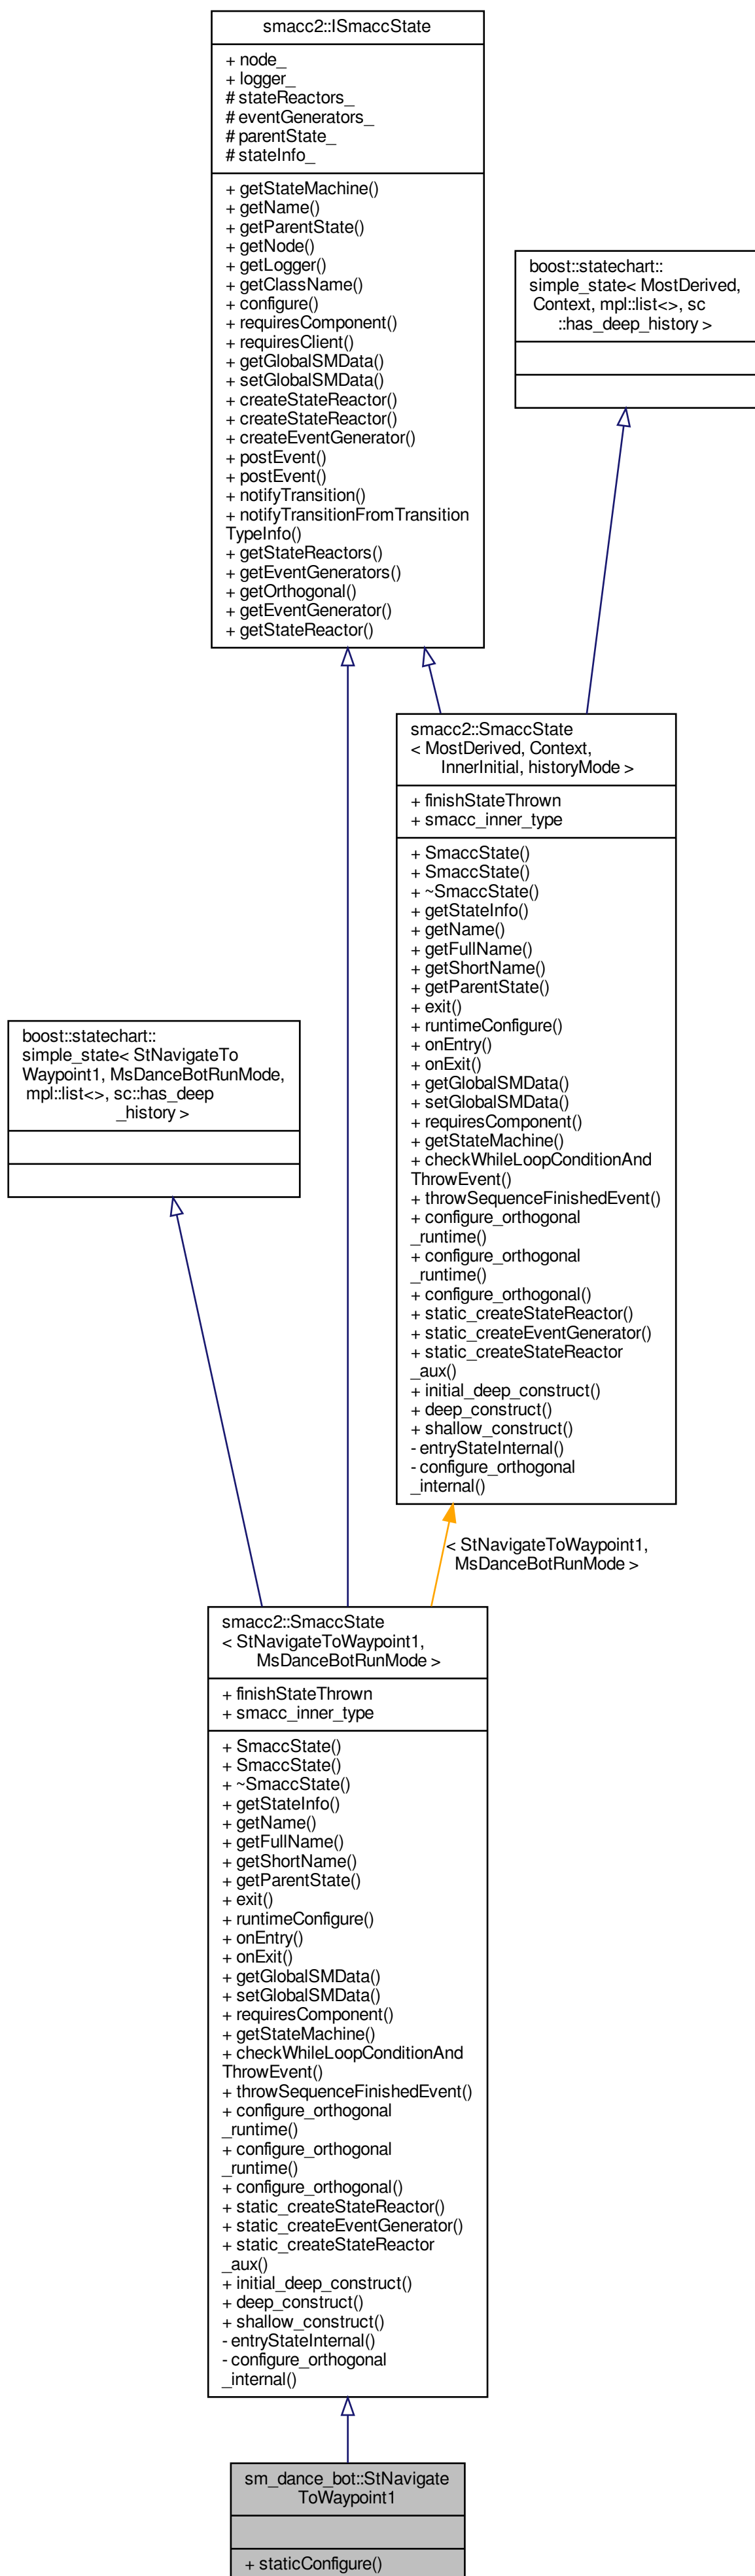 smacc2::ISmaccState
+ node_
+ logger_
# stateReactors_
# eventGenerators_
# parentState_
# stateInfo_
+ getStateMachine()
+ getName()
+ getParentState()
+ getNode()
+ getLogger()
+ getClassName()
+ configure()
+ requiresComponent()
+ requiresClient()
+ getGlobalSMData()
+ setGlobalSMData()
+ createStateReactor()
+ createStateReactor()
+ createEventGenerator()
+ postEvent()
+ postEvent()
+ notifyTransition()
+ notifyTransitionFromTransition
TypeInfo()
+ getStateReactors()
+ getEventGenerators()
+ getOrthogonal()
+ getEventGenerator()
+ getStateReactor()
boost::statechart::
simple_state< MostDerived,
Context, mpl::list<>, sc
::has_deep_history >
smacc2::SmaccState
< MostDerived, Context,
InnerInitial, historyMode >
+ finishStateThrown
+ smacc_inner_type
+ SmaccState()
+ SmaccState()
+ ~SmaccState()
+ getStateInfo()
+ getName()
+ getFullName()
+ getShortName()
+ getParentState()
+ exit()
+ runtimeConfigure()
+ onEntry()
+ onExit()
+ getGlobalSMData()
+ setGlobalSMData()
+ requiresComponent()
+ getStateMachine()
+ checkWhileLoopConditionAnd
ThrowEvent()
+ throwSequenceFinishedEvent()
+ configure_orthogonal
_runtime()
+ configure_orthogonal
_runtime()
+ configure_orthogonal()
+ static_createStateReactor()
+ static_createEventGenerator()
+ static_createStateReactor
_aux()
+ initial_deep_construct()
+ deep_construct()
+ shallow_construct()
- entryStateInternal()
- configure_orthogonal
_internal()
boost::statechart::
simple_state< StNavigateTo
Waypoint1, MsDanceBotRunMode,
mpl::list<>, sc::has_deep
_history >
< StNavigateToWaypoint1,
MsDanceBotRunMode >
smacc2::SmaccState
< StNavigateToWaypoint1,
MsDanceBotRunMode >
+ finishStateThrown
+ smacc_inner_type
+ SmaccState()
+ SmaccState()
+ ~SmaccState()
+ getStateInfo()
+ getName()
+ getFullName()
+ getShortName()
+ getParentState()
+ exit()
+ runtimeConfigure()
+ onEntry()
+ onExit()
+ getGlobalSMData()
+ setGlobalSMData()
+ requiresComponent()
+ getStateMachine()
+ checkWhileLoopConditionAnd
ThrowEvent()
+ throwSequenceFinishedEvent()
+ configure_orthogonal
_runtime()
+ configure_orthogonal
_runtime()
+ configure_orthogonal()
+ static_createStateReactor()
+ static_createEventGenerator()
+ static_createStateReactor
_aux()
+ initial_deep_construct()
+ deep_construct()
+ shallow_construct()
- entryStateInternal()
- configure_orthogonal
_internal()
sm_dance_bot::StNavigate
ToWaypoint1
+ staticConfigure()